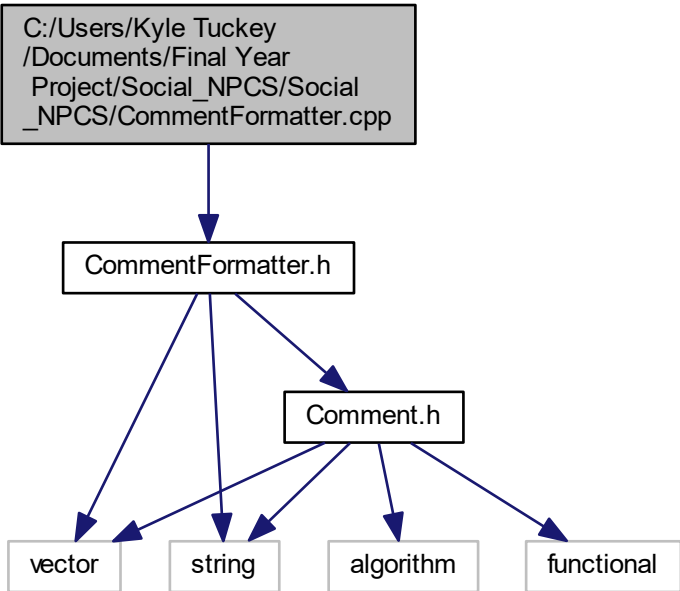 C:/Users/Kyle Tuckey
/Documents/Final Year
Project/Social_NPCS/Social
_NPCS/CommentFormatter.cpp
CommentFormatter.h
Comment.h
vector
string
algorithm
functional